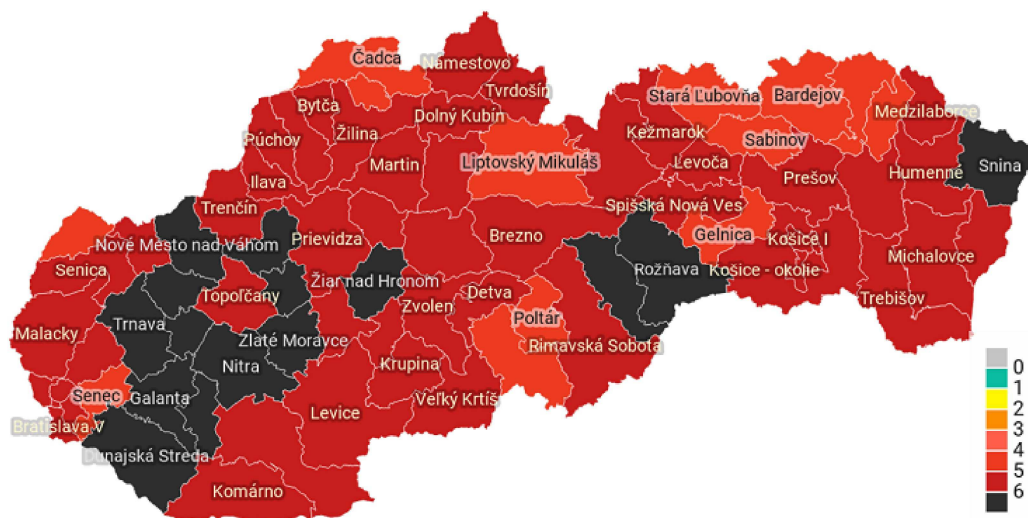 Čadca
Námestovo
Tvrdošín
Bytča
Dolný Kubín
Stará Ľubovňa
Bardejov
Medzilaborce
Púchov
Žilina
Kežmarok
Sabinov
Martin
Liptovský Mikuláš
Levoča
Snina
Ilava
Prešov
Humenné
Trenčín
Spišská Nová Ves
Nové Mesto nad Váhom
Prievidza
Brezno
Gelnica
Košice I
Senica
Žiar nad Hronom
Rožňava
Košice - okolie
Michalovce
Topoľčany
Detva
Zvolen
Trebišov
Malacky
Trnava
Zlaté Moravce
Poltár
Rimavská Sobota
Nitra
Krupina
Senec
Galanta
Levice
Veľký Krtíš
Bratislava V
Dunajská Streda
Komárno
0
1
2
3
4
5
6